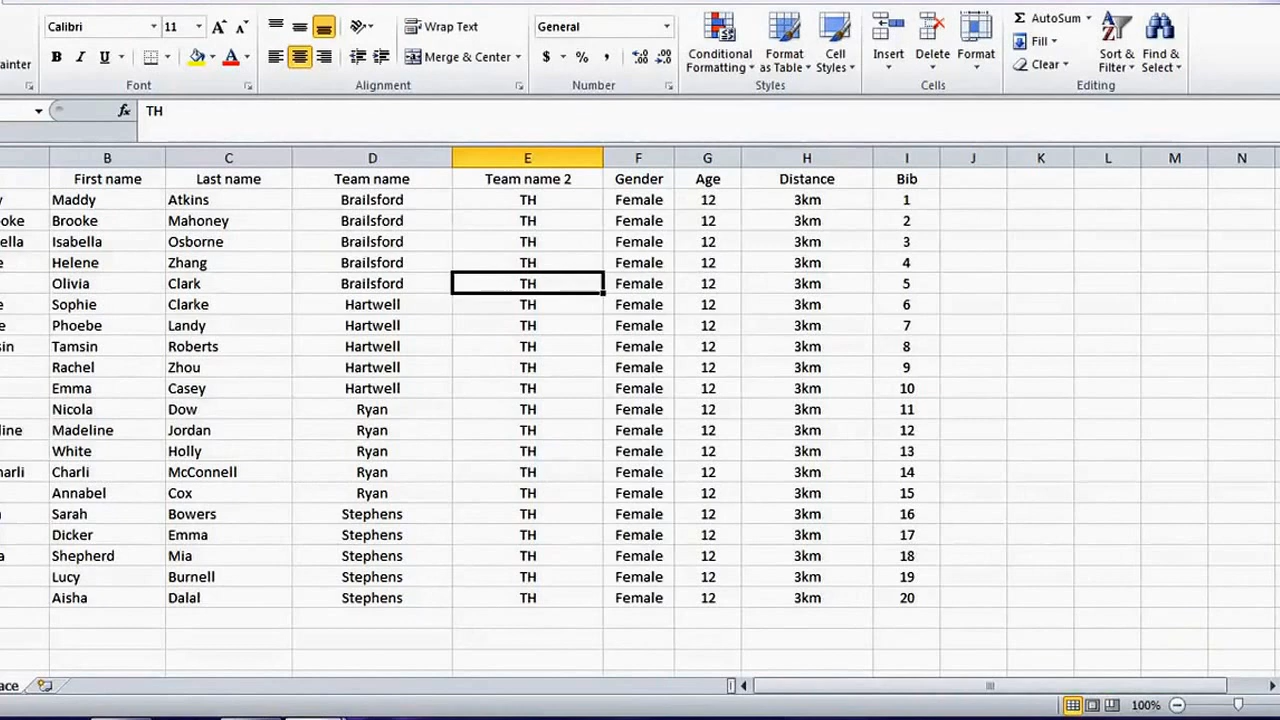 Calibri 11 A A Wrap Text General Conditional Formatting Format as Table Cell Styles Insert Delete Format AutoSum Fill Clear Sort & Filter Find & Select
ainter B I U A Merge & Center $ % , .00 .0
Font Alignment Number Styles Cells Editing
fx TH
B C D E F G H I J K L M N
First name Last name Team name Team name 2 Gender Age Distance Bib
y Maddy Atkins Brailsford TH Female 12 3km 1
oke Brooke Mahoney Brailsford TH Female 12 3km 2
ella Isabella Osborne Brailsford TH Female 12 3km 3
e Helene Zhang Brailsford TH Female 12 3km 4
Olivia Clark Brailsford TH Female 12 3km 5
e Sophie Clarke Hartwell TH Female 12 3km 6
e Phoebe Landy Hartwell TH Female 12 3km 7
sin Tamsin Roberts Hartwell TH Female 12 3km 8
Rachel Zhou Hartwell TH Female 12 3km 9
Emma Casey Hartwell TH Female 12 3km 10
Nicola Dow Ryan TH Female 12 3km 11
line Madeline Jordan Ryan TH Female 12 3km 12
White Holly Ryan TH Female 12 3km 13
harli Charli McConnell Ryan TH Female 12 3km 14
Annabel Cox Ryan TH Female 12 3km 15
Sarah Bowers Stephens TH Female 12 3km 16
Dicker Emma Stephens TH Female 12 3km 17
a Shepherd Mia Stephens TH Female 12 3km 18
Lucy Burnell Stephens TH Female 12 3km 19
Aisha Dalal Stephens TH Female 12 3km 20
ace
100%